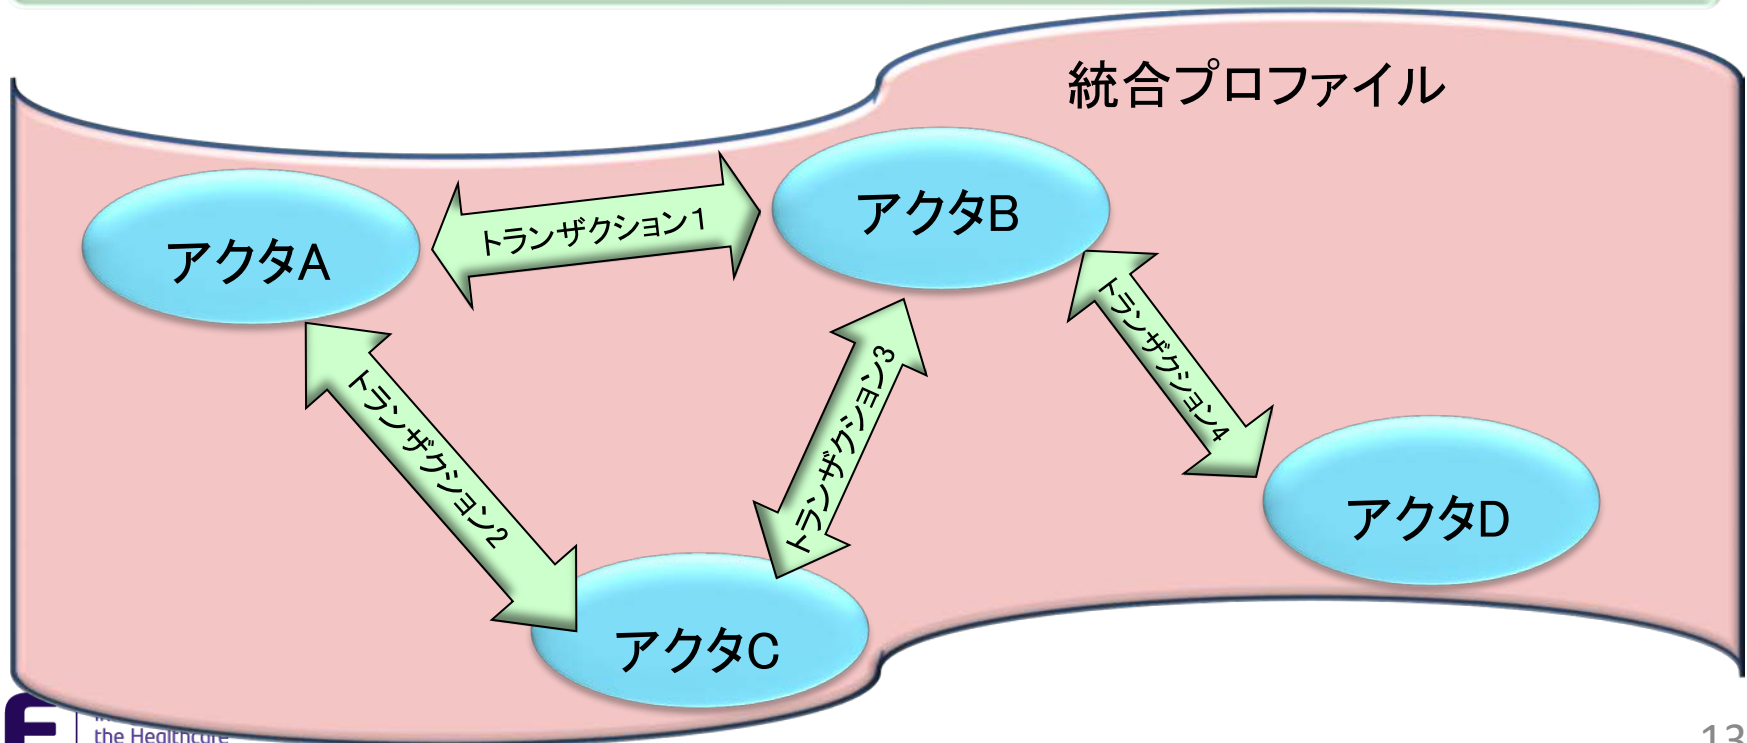 統合プロファイル
アクタA
トランザクション１
アクタB
トランザクション2
トランザクション3
トランザクション4
アクタC
アクタD
the Healthcare
13